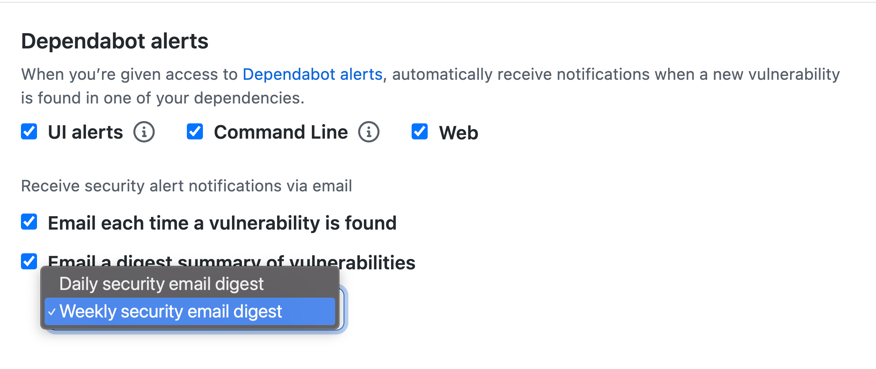 Dependabot alerts
When you’re given access to Dependabot alerts, automatically receive notifications when a new vulnerability
is found in one of your dependencies.
UI alerts Command Line Web
Receive security alert notifications via email
Email each time a vulnerability is found
Email a digest summary of vulnerabilities
Daily security email digest
✓ Weekly security email digest